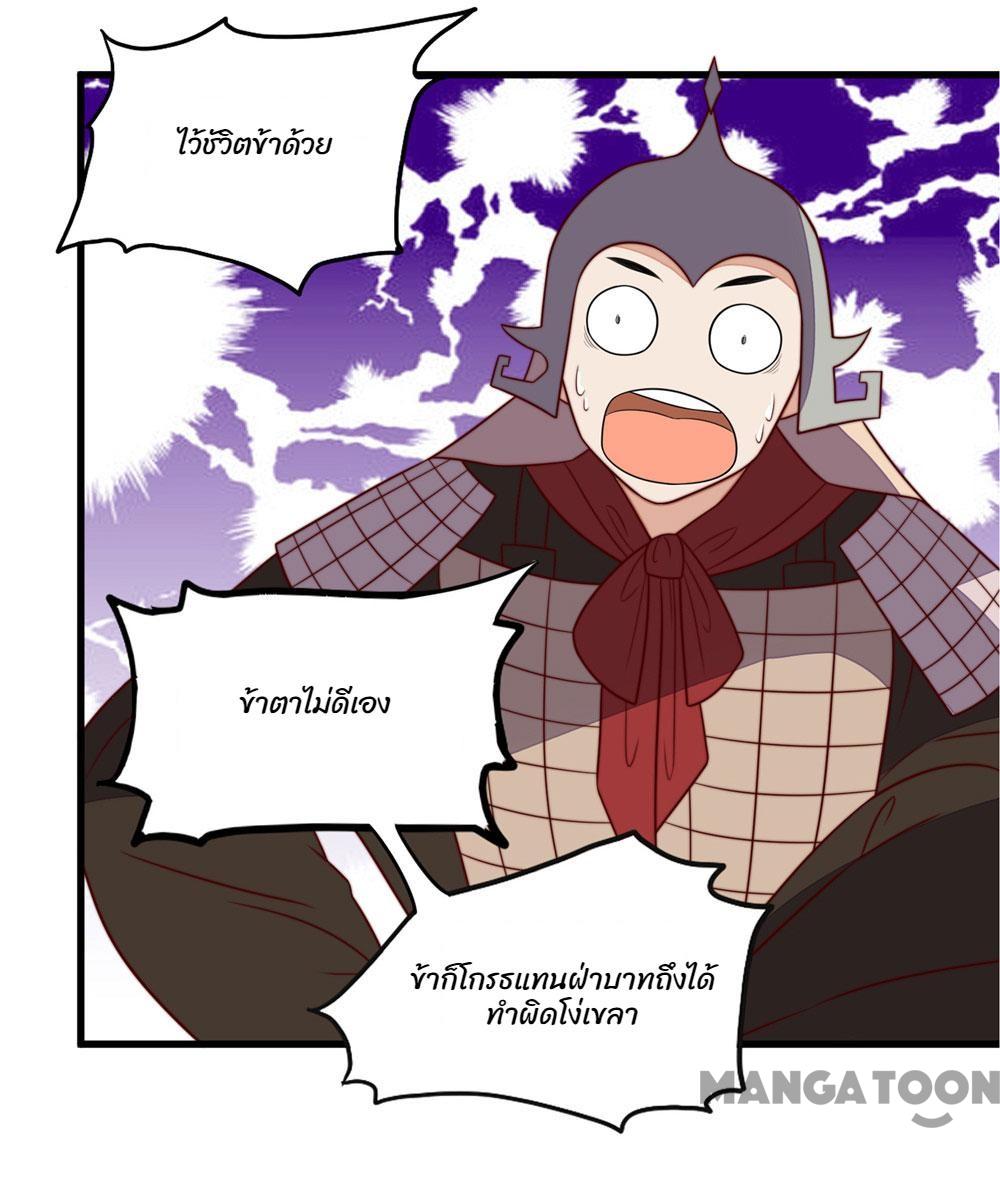 ไว้ชีวิตข้าด้วย
ข้าตาไม่ดีเอง
ข้าก็โกรธแทนฝ่าบาทถึงได้
ทำผิดโง่เขลา
MANGATOON